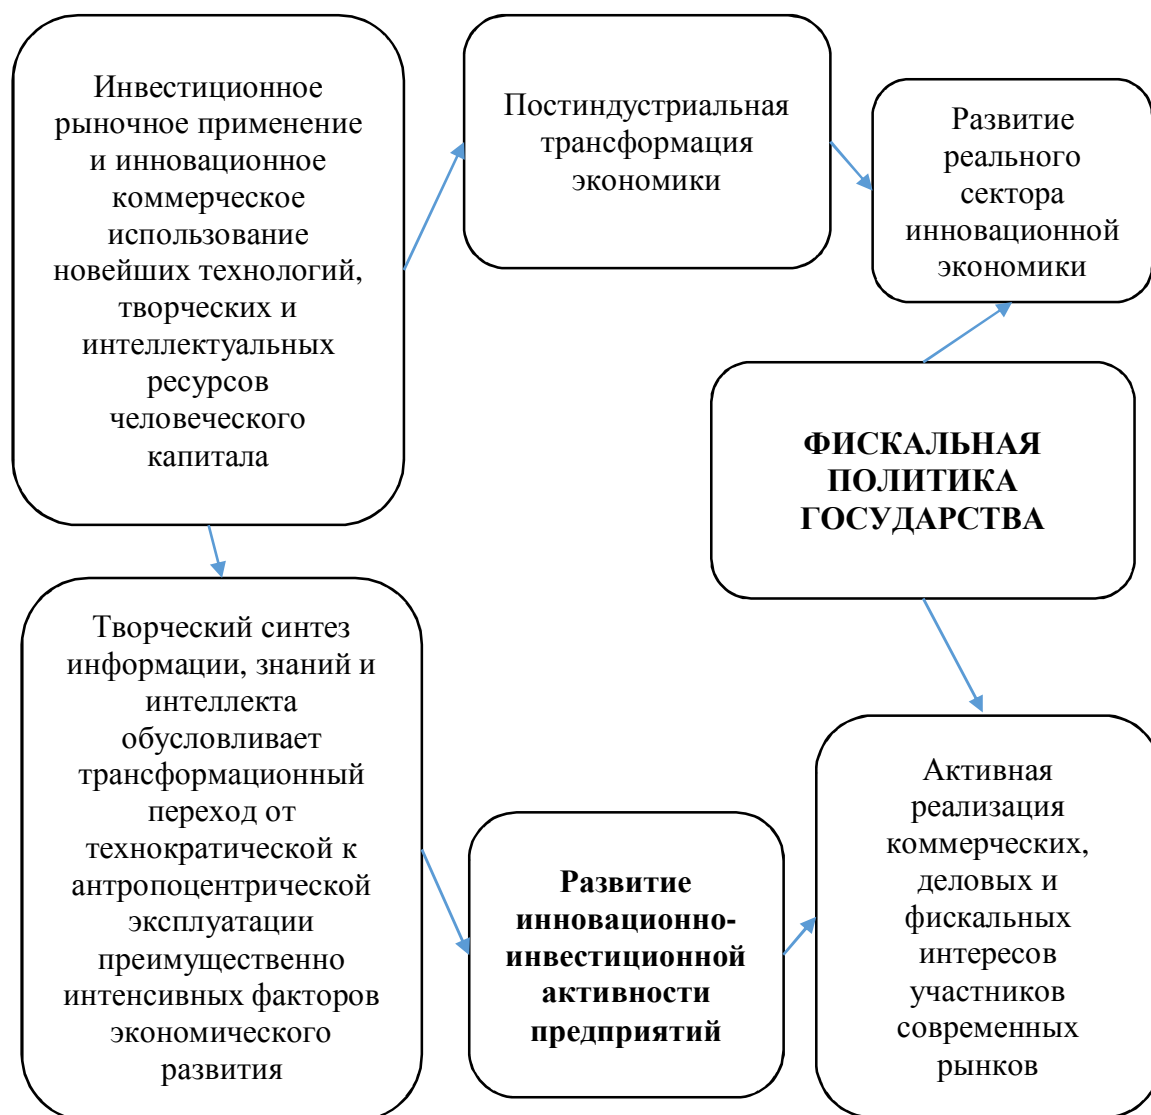 Инвестиционное
рыночное применение
и инновационное
коммерческое
использование
новейших технологий,
творческих и
интеллектуальных
ресурсов
человеческого
капитала
Постиндустриальная
трансформация
экономики
Развитие
реального
сектора
инновационной
экономики
ФИСКАЛЬНАЯ
ПОЛИТИКА
ГОСУДАРСТВА
Творческий синтез
информации, знаний и
интеллекта
обусловливает
трансформационный
переход от
технократической к
антропоцентрической
эксплуатации
преимущественно
интенсивных факторов
экономического
развития
Развитие
инновационно-
инвестиционной
активности
предприятий
Активная
реализация
коммерческих,
деловых и
фискальных
интересов
участников
современных
рынков